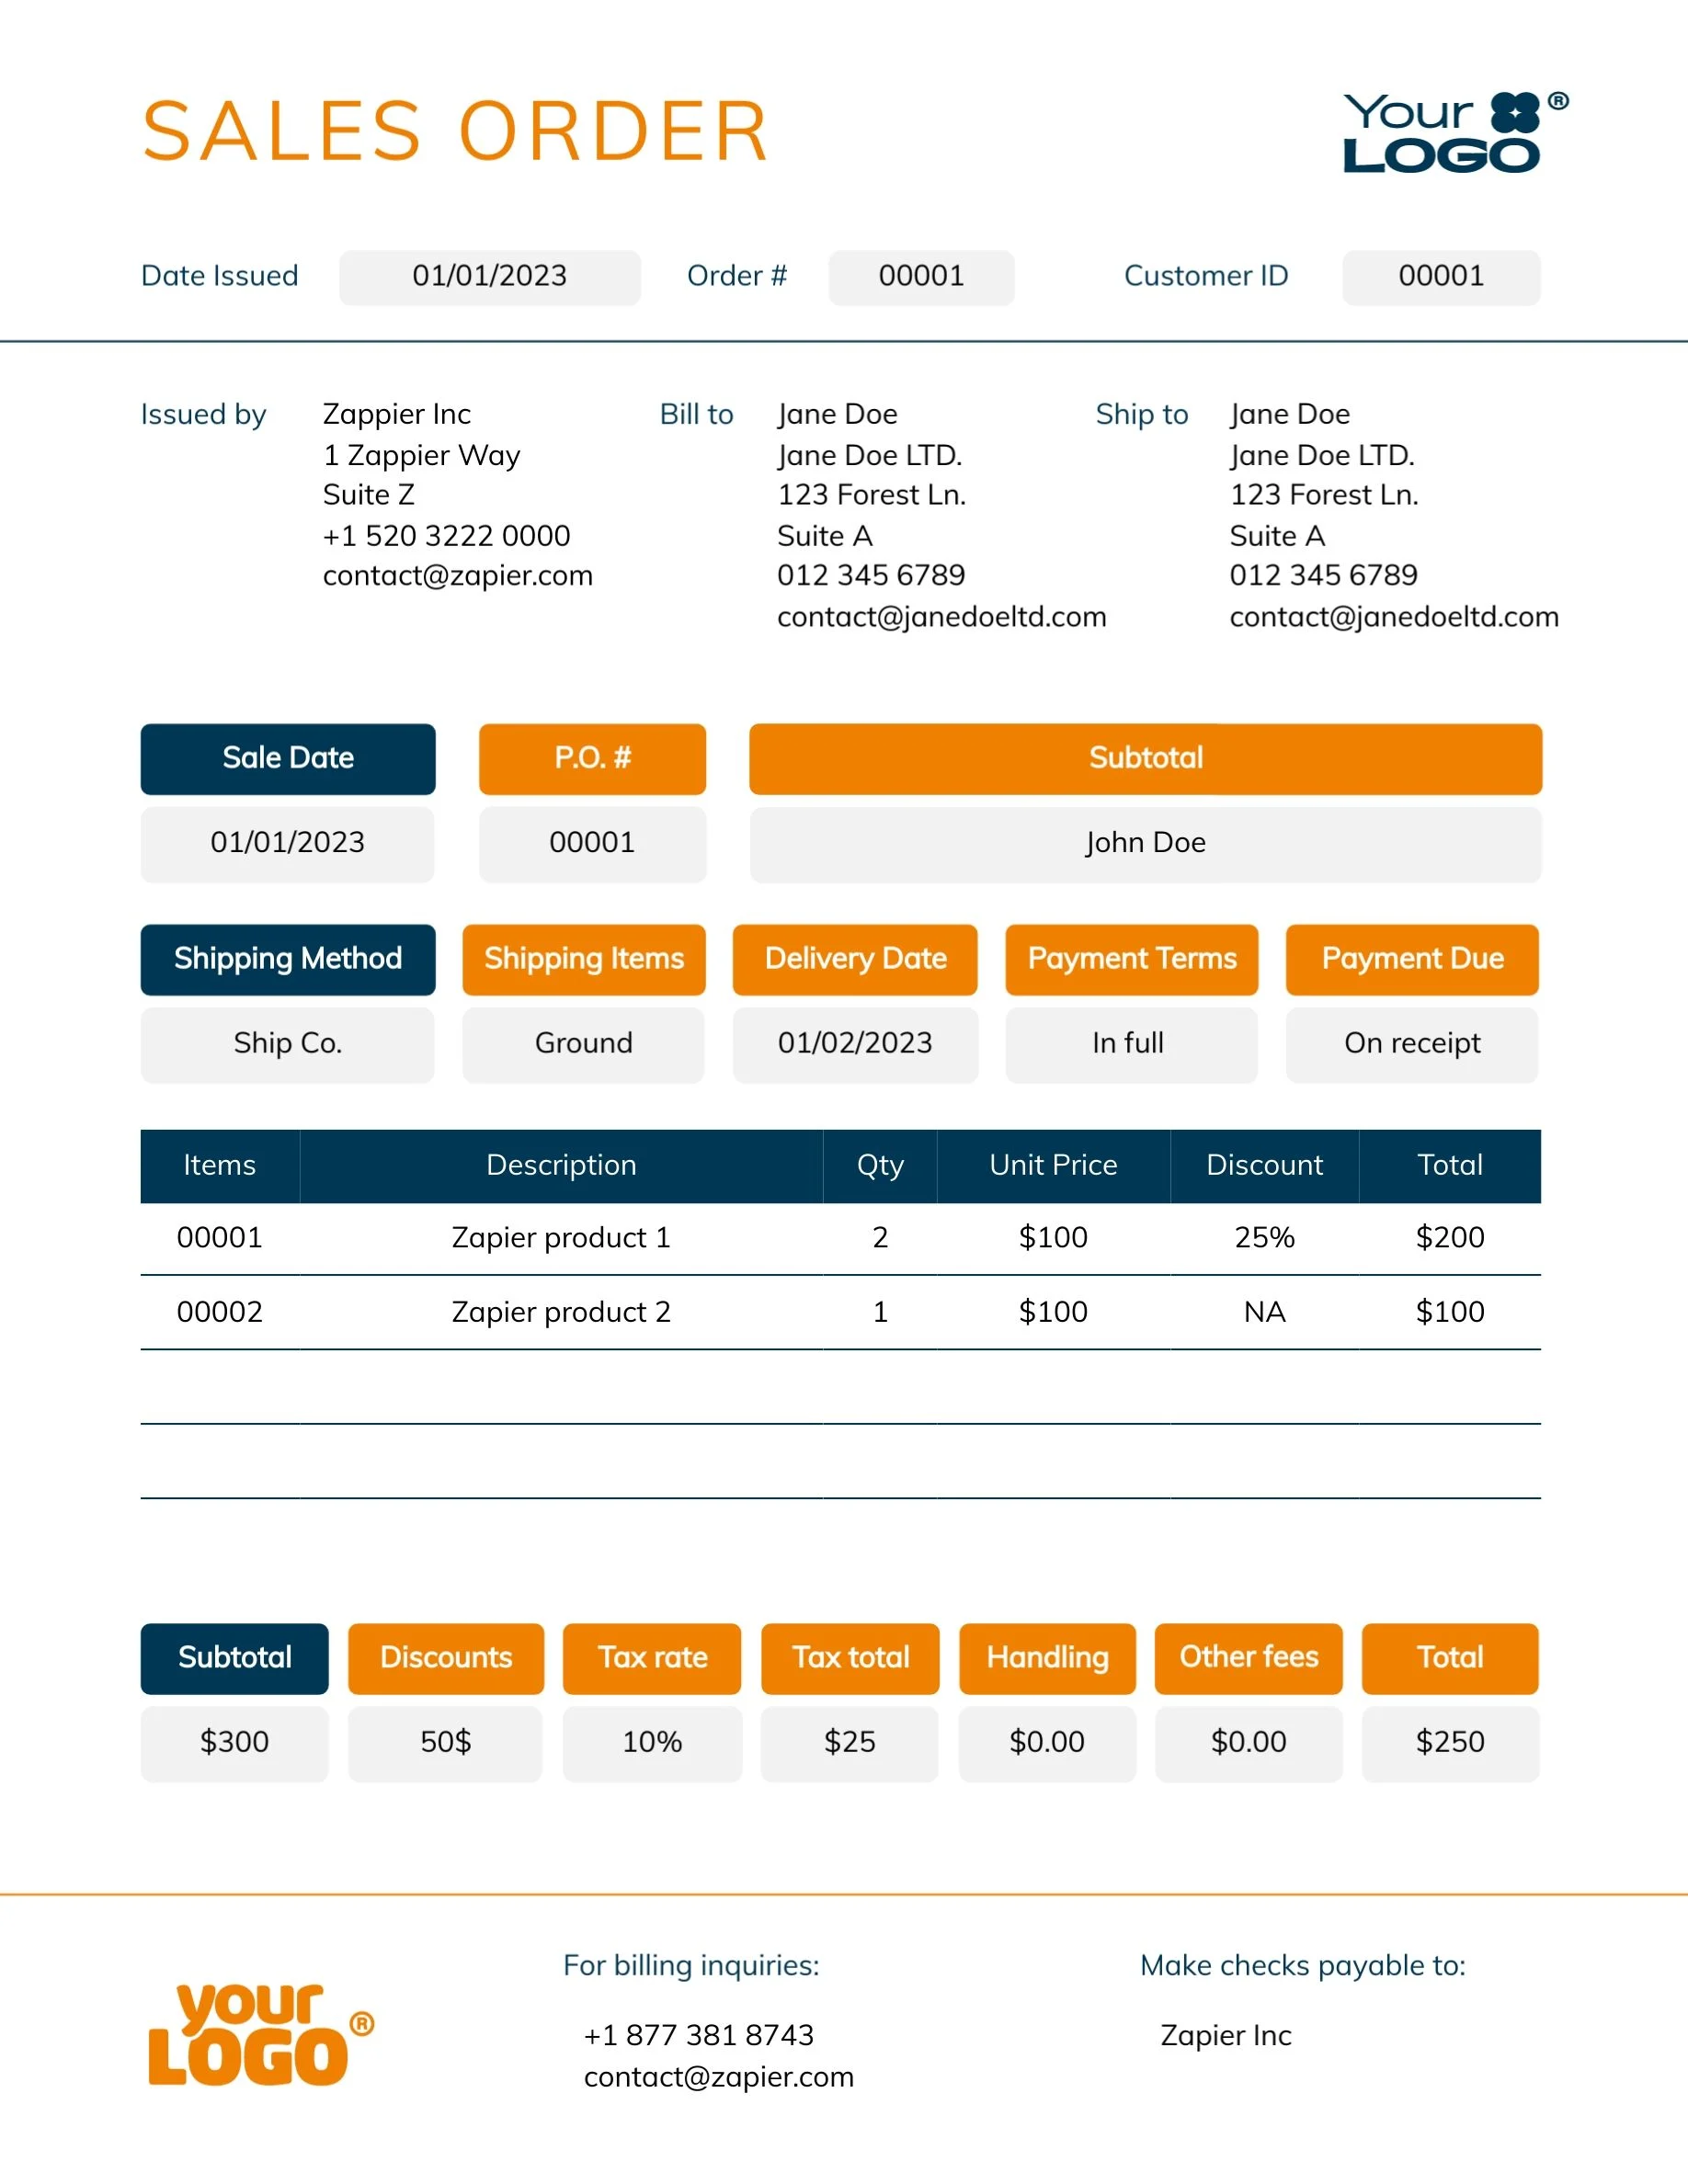 SALES ORDER
Your LOGO ®
Date Issued 01/01/2023 Order # 00001 Customer ID 00001
Issued by
Zappier Inc
1 Zappier Way
Suite Z
+1 520 3222 0000
contact@zapier.com
Bill to
Jane Doe
Jane Doe LTD.
123 Forest Ln.
Suite A
012 345 6789
contact@janedoeltd.com
Ship to
Jane Doe
Jane Doe LTD.
123 Forest Ln.
Suite A
012 345 6789
contact@janedoeltd.com
Sale Date P.O. # Subtotal
01/01/2023 00001 John Doe
Shipping Method Shipping Items Delivery Date Payment Terms Payment Due
Ship Co. Ground 01/02/2023 In full On receipt
Items Description Qty Unit Price Discount Total
00001 Zapier product 1 2 $100 25% $200
00002 Zapier product 2 1 $100 NA $100
Subtotal Discounts Tax rate Tax total Handling Other fees Total
$300 50$ 10% $25 $0.00 $0.00 $250
your
LOGO ®
For billing inquiries:
+1 877 381 8743
contact@zapier.com
Make checks payable to:
Zapier Inc